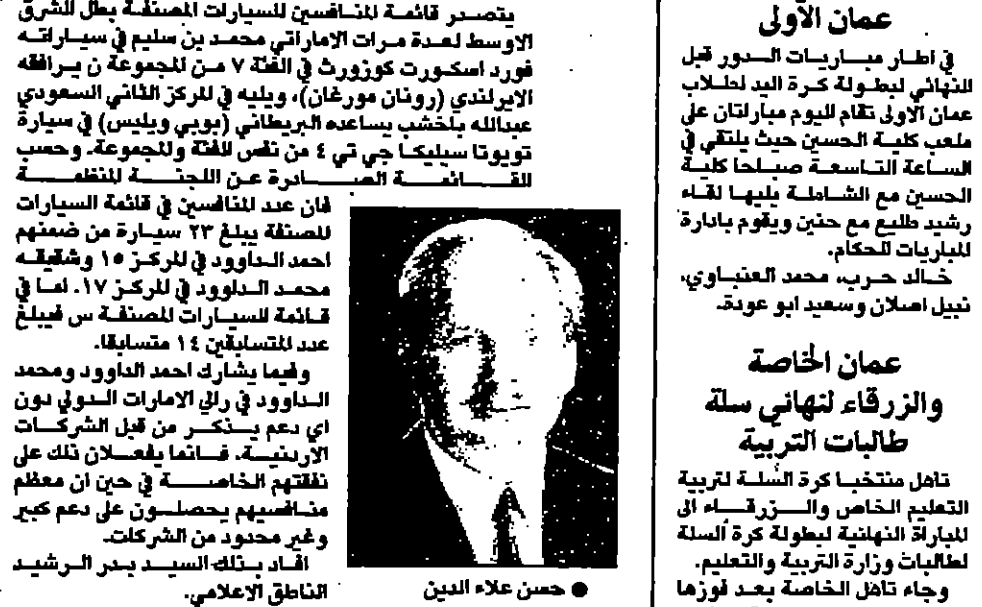 عمان الأولى
في اطار مباريات الدور قبل
النهائي لبطولة كرة اليد لطلاب
عمان الاولى تقام اليوم مباراتان على
ملعب كلية الحسين حيث يلتقي في
الساعة التاسعة صباحا كلية
الحسين مع الشاملة يليها لقاء
رشيد طليع مع حنين ويقوم بادارة
المباريات الحكام.
خالد حرب، محمد العنباوي،
نبيل اصلان وسعيد ابو عودة.
عمان الخاصة
والزرقاء لنهائي سلة
طالبات التربية
تاهل منتخبا كرة السلة لتربية
التعليم الخاص والزرقاء الى
المباراة النهائية لبطولة كرة السلة
لطالبات وزارة التربية والتعليم.
وجاء تاهل الخاصة بعد فوزها
يتصدر قائمة المنافسين للسيارات المصنفة بطل الشرق
الاوسط لعدة مرات الاماراتي محمد بن سليم في سياراته
فورد اسكورت كوزورث في الفئة ٧ من المجموعة ن يرافقه
الايرلندي (رونان مورغان)، ويليه في المركز الثاني السعودي
عبدالله باخشب يساعده البريطاني (بوبي ويليس) في سيارة
تويوتا سيليكا جي تي ٤ من نفس الفئة والمجموعة. وحسب
القائمة الصادرة عن اللجنة المنظمة
فان عدد المنافسين في قائمة السيارات
المصنفة يبلغ ٢٣ سيارة من ضمنهم
احمد الداوود في المركز ١٥ وشقيقه
محمد الداوود في المركز ١٧. اما في
قائمة السيارات المصنفة س فيبلغ
عدد المتسابقين ١٤ متسابقا.
وفيما يشارك احمد الداوود ومحمد
الداوود في رالي الامارات الدولي دون
اي دعم يذكر من قبل الشركات
الاردنية، فانما يفعلان ذلك على
نفقتهم الخاصة في حين ان معظم
منافسيهم يحصلون على دعم كبير
وغير محدود من الشركات.
افاد بذلك السيد بدر الرشيد
الناطق الاعلامي.
● حسن علاء الدين